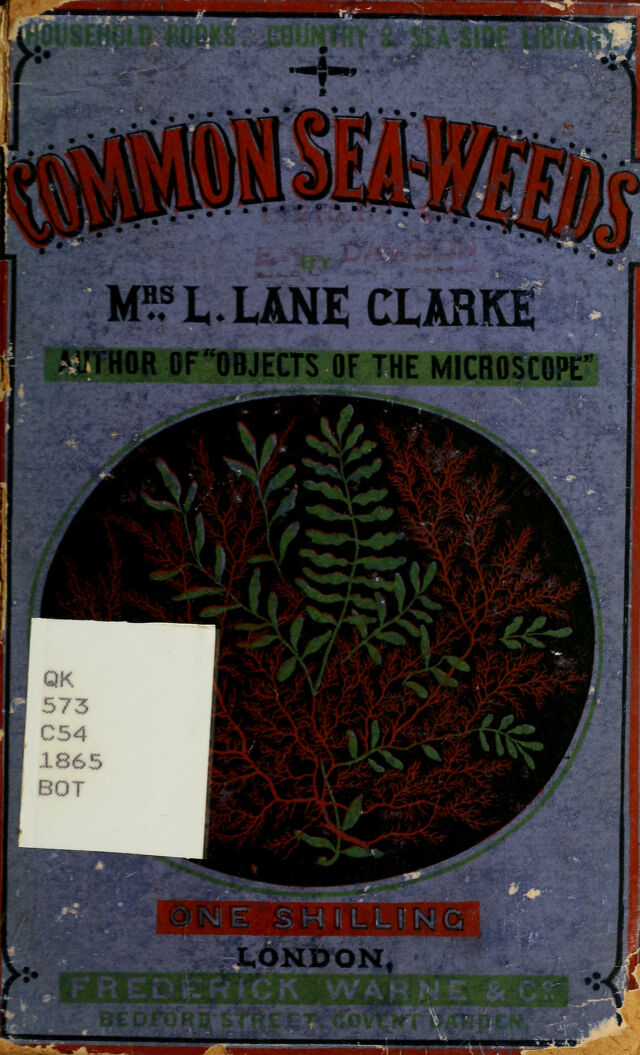 HOUSEHOLD BOOKS. COUNTRY & SEA SIDE LIBRARY.
COMMON SEA-WEEDS
DAWSON
BY
MRS. L. LANE CLARKE
AUTHOR OF "OBJECTS OF THE MICROSCOPE"
QK
573
C54
1865
BOT
ONE SHILLING
LONDON,
FREDERICK WARNE & CO.
BEDFORD STREET, COVENT GARDEN.